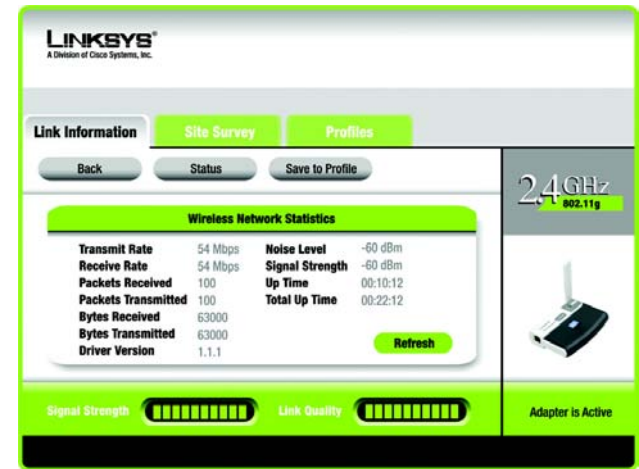 LINKSYS®
A Division of Cisco Systems, Inc.
Link Information Site Survey Profiles
Back Status Save to Profile
2.4GHz
802.11g
Wireless Network Statistics
Transmit Rate 54 Mbps Noise Level -60 dBm
Receive Rate 54 Mbps Signal Strength -60 dBm
Packets Received 100 Up Time 00:10:12
Packets Transmitted 100 Total Up Time 00:22:12
Bytes Received 63000
Bytes Transmitted 63000
Driver Version 1.1.1
Refresh
Signal Strength Link Quality Adapter is Active